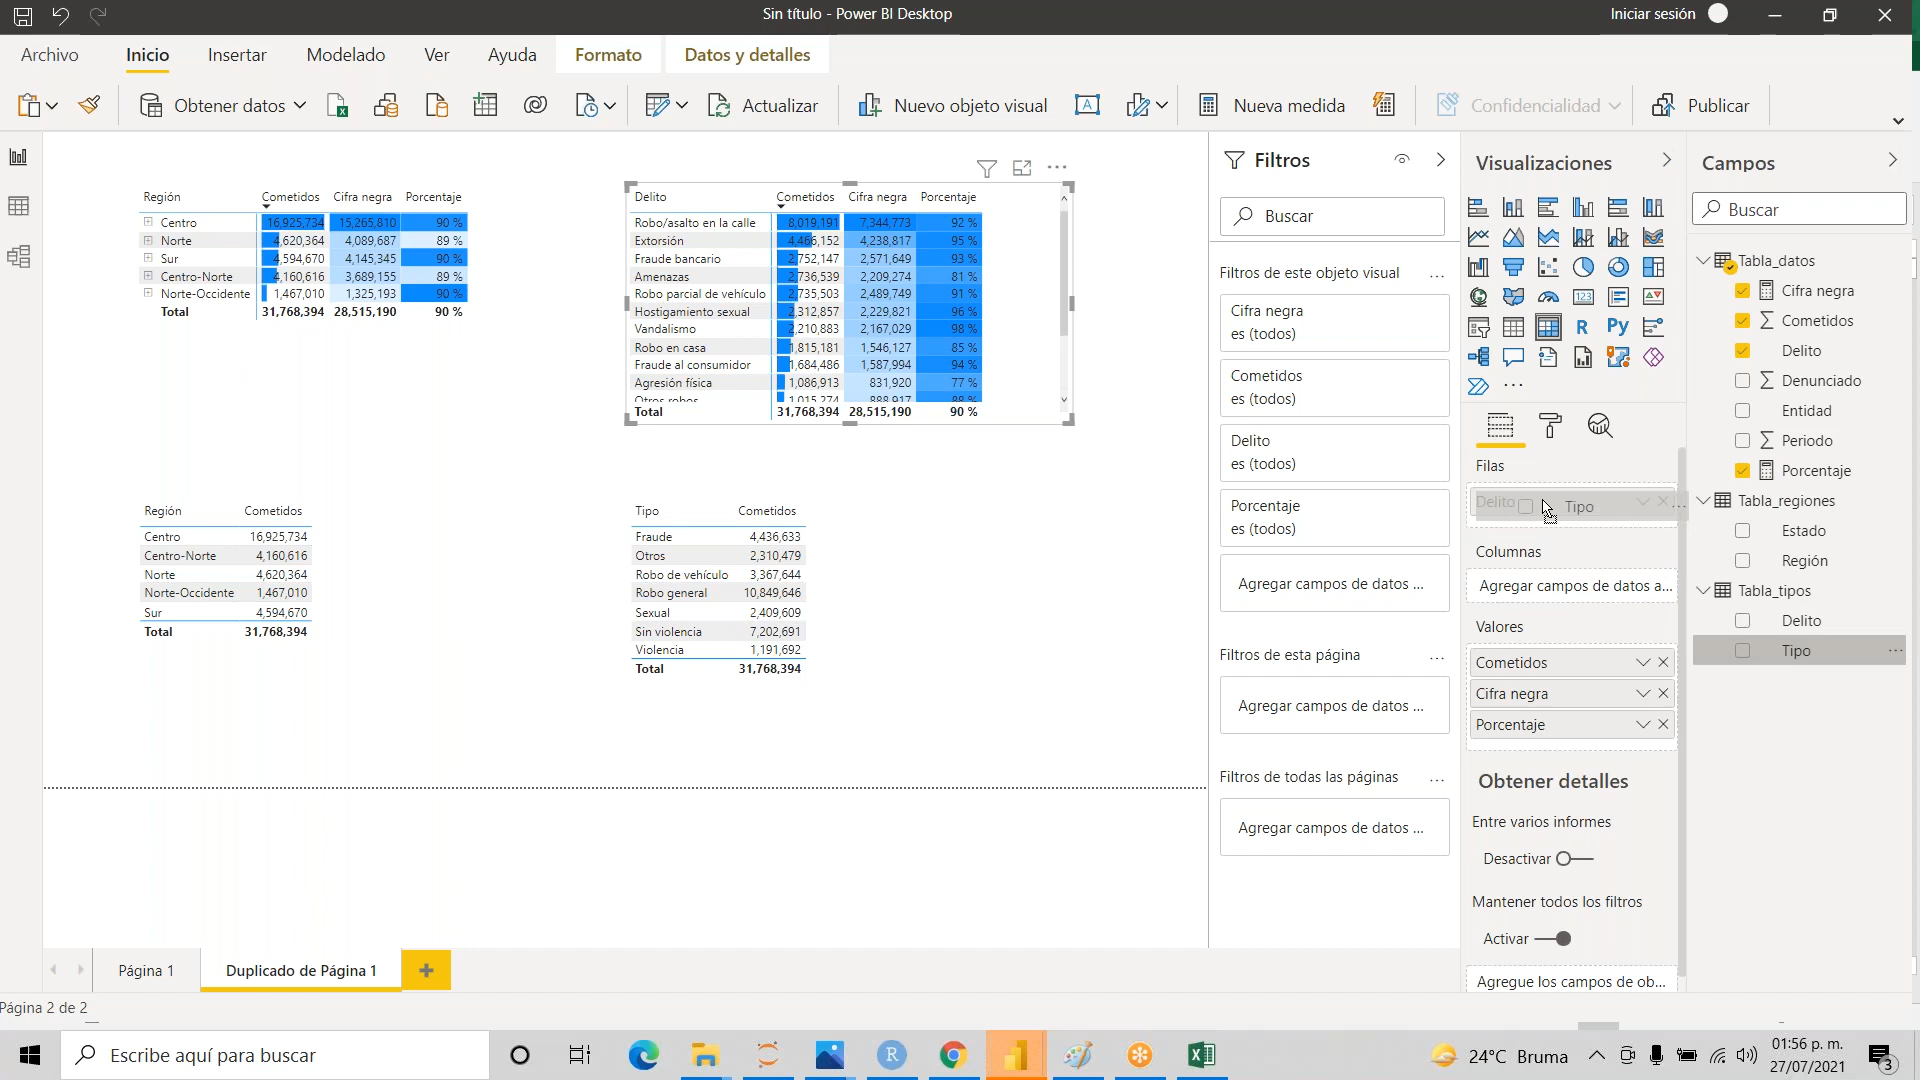 Sin título - Power BI Desktop
Iniciar sesión
Archivo
Inicio
Insertar
Modelado
Ver
Ayuda
Formato
Datos y detalles
Obtener datos
Actualizar
Nuevo objeto visual
Nueva medida
Confidencialidad
Publicar
Región Cometidos Cifra negra Porcentaje
Centro 16,925,734 15,265,810 90 %
Norte 4,620,364 4,089,687 89 %
Sur 4,594,670 4,145,345 90 %
Centro-Norte 4,160,616 3,689,155 89 %
Norte-Occidente 1,467,010 1,325,193 90 %
Total 31,768,394 28,515,190 90 %
Delito Cometidos Cifra negra Porcentaje
Robo/asalto en la calle 8,019,191 7,344,773 92 %
Extorsión 4,466,152 4,238,817 95 %
Fraude bancario 2,752,147 2,571,649 93 %
Amenazas 2,736,539 2,209,274 81 %
Robo parcial de vehículo 2,735,503 2,489,749 91 %
Hostigamiento sexual 2,312,857 2,229,821 96 %
Vandalismo 2,210,883 2,167,029 98 %
Robo en casa 1,815,181 1,546,127 85 %
Fraude al consumidor 1,684,486 1,587,994 94 %
Agresión física 1,086,913 831,920 77 %
Otros robos 1,015,274 888,917 88 %
Total 31,768,394 28,515,190 90 %
Región Cometidos
Centro 16,925,734
Centro-Norte 4,160,616
Norte 4,620,364
Norte-Occidente 1,467,010
Sur 4,594,670
Total 31,768,394
Tipo Cometidos
Fraude 4,436,633
Otros 2,310,479
Robo de vehículo 3,367,644
Robo general 10,849,646
Sexual 2,409,609
Sin violencia 7,202,691
Violencia 1,191,692
Total 31,768,394
Filtros
Buscar
Filtros de este objeto visual ...
Cifra negra
es (todos)
Cometidos
es (todos)
Delito
es (todos)
Porcentaje
es (todos)
Agregar campos de datos ...
Filtros de esta página ...
Agregar campos de datos ...
Filtros de todas las páginas ...
Agregar campos de datos ...
Visualizaciones
R
Py
123
Filas
Delito
Tipo
Columnas
Agregar campos de datos a...
Valores
Cometidos
Cifra negra
Porcentaje
Obtener detalles
Entre varios informes
Desactivar
Mantener todos los filtros
Activar
Agregue los campos de ob...
Campos
Buscar
Tabla_datos
Cifra negra
Cometidos
Delito
Denunciado
Entidad
Periodo
Porcentaje
Tabla_regiones
Estado
Región
Tabla_tipos
Delito
Tipo
Página 1
Duplicado de Página 1
Página 2 de 2
Escribe aquí para buscar
24°C Bruma
01:56 p. m.
27/07/2021
3